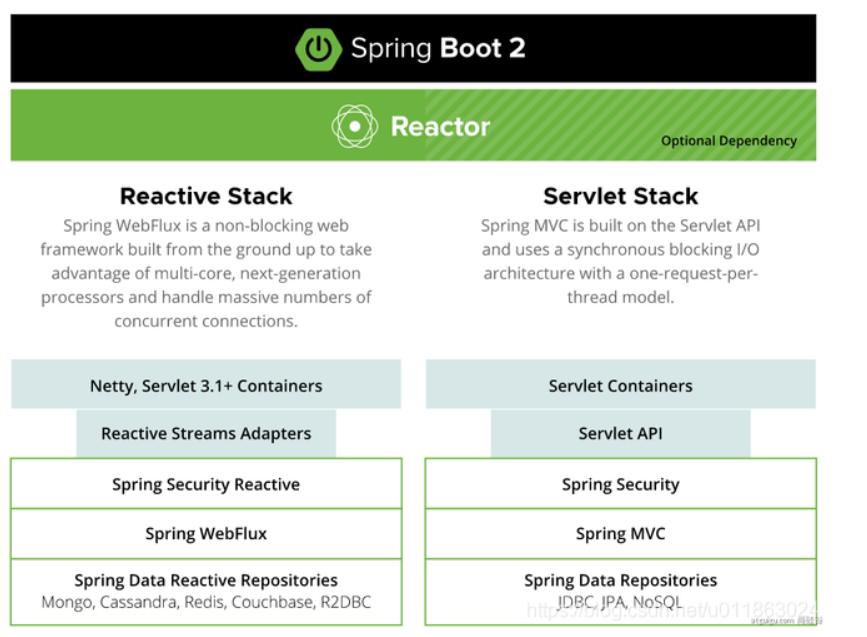 Spring Boot 2
Reactor
Optional Dependency
Reactive Stack
Spring WebFlux is a non-blocking web
framework built from the ground up to take
advantage of multi-core, next-generation
processors and handle massive numbers of
concurrent connections.
Servlet Stack
Spring MVC is built on the Servlet API
and uses a synchronous blocking I/O
architecture with a one-request-per-
thread model.
Netty, Servlet 3.1+ Containers
Reactive Streams Adapters
Spring Security Reactive
Spring WebFlux
Spring Data Reactive Repositories
Mongo, Cassandra, Redis, Couchbase, R2DBC
Servlet Containers
Servlet API
Spring Security
Spring MVC
Spring Data Repositories
JDBC, JPA, NoSQL
https://blog.csdn.net/u011863024